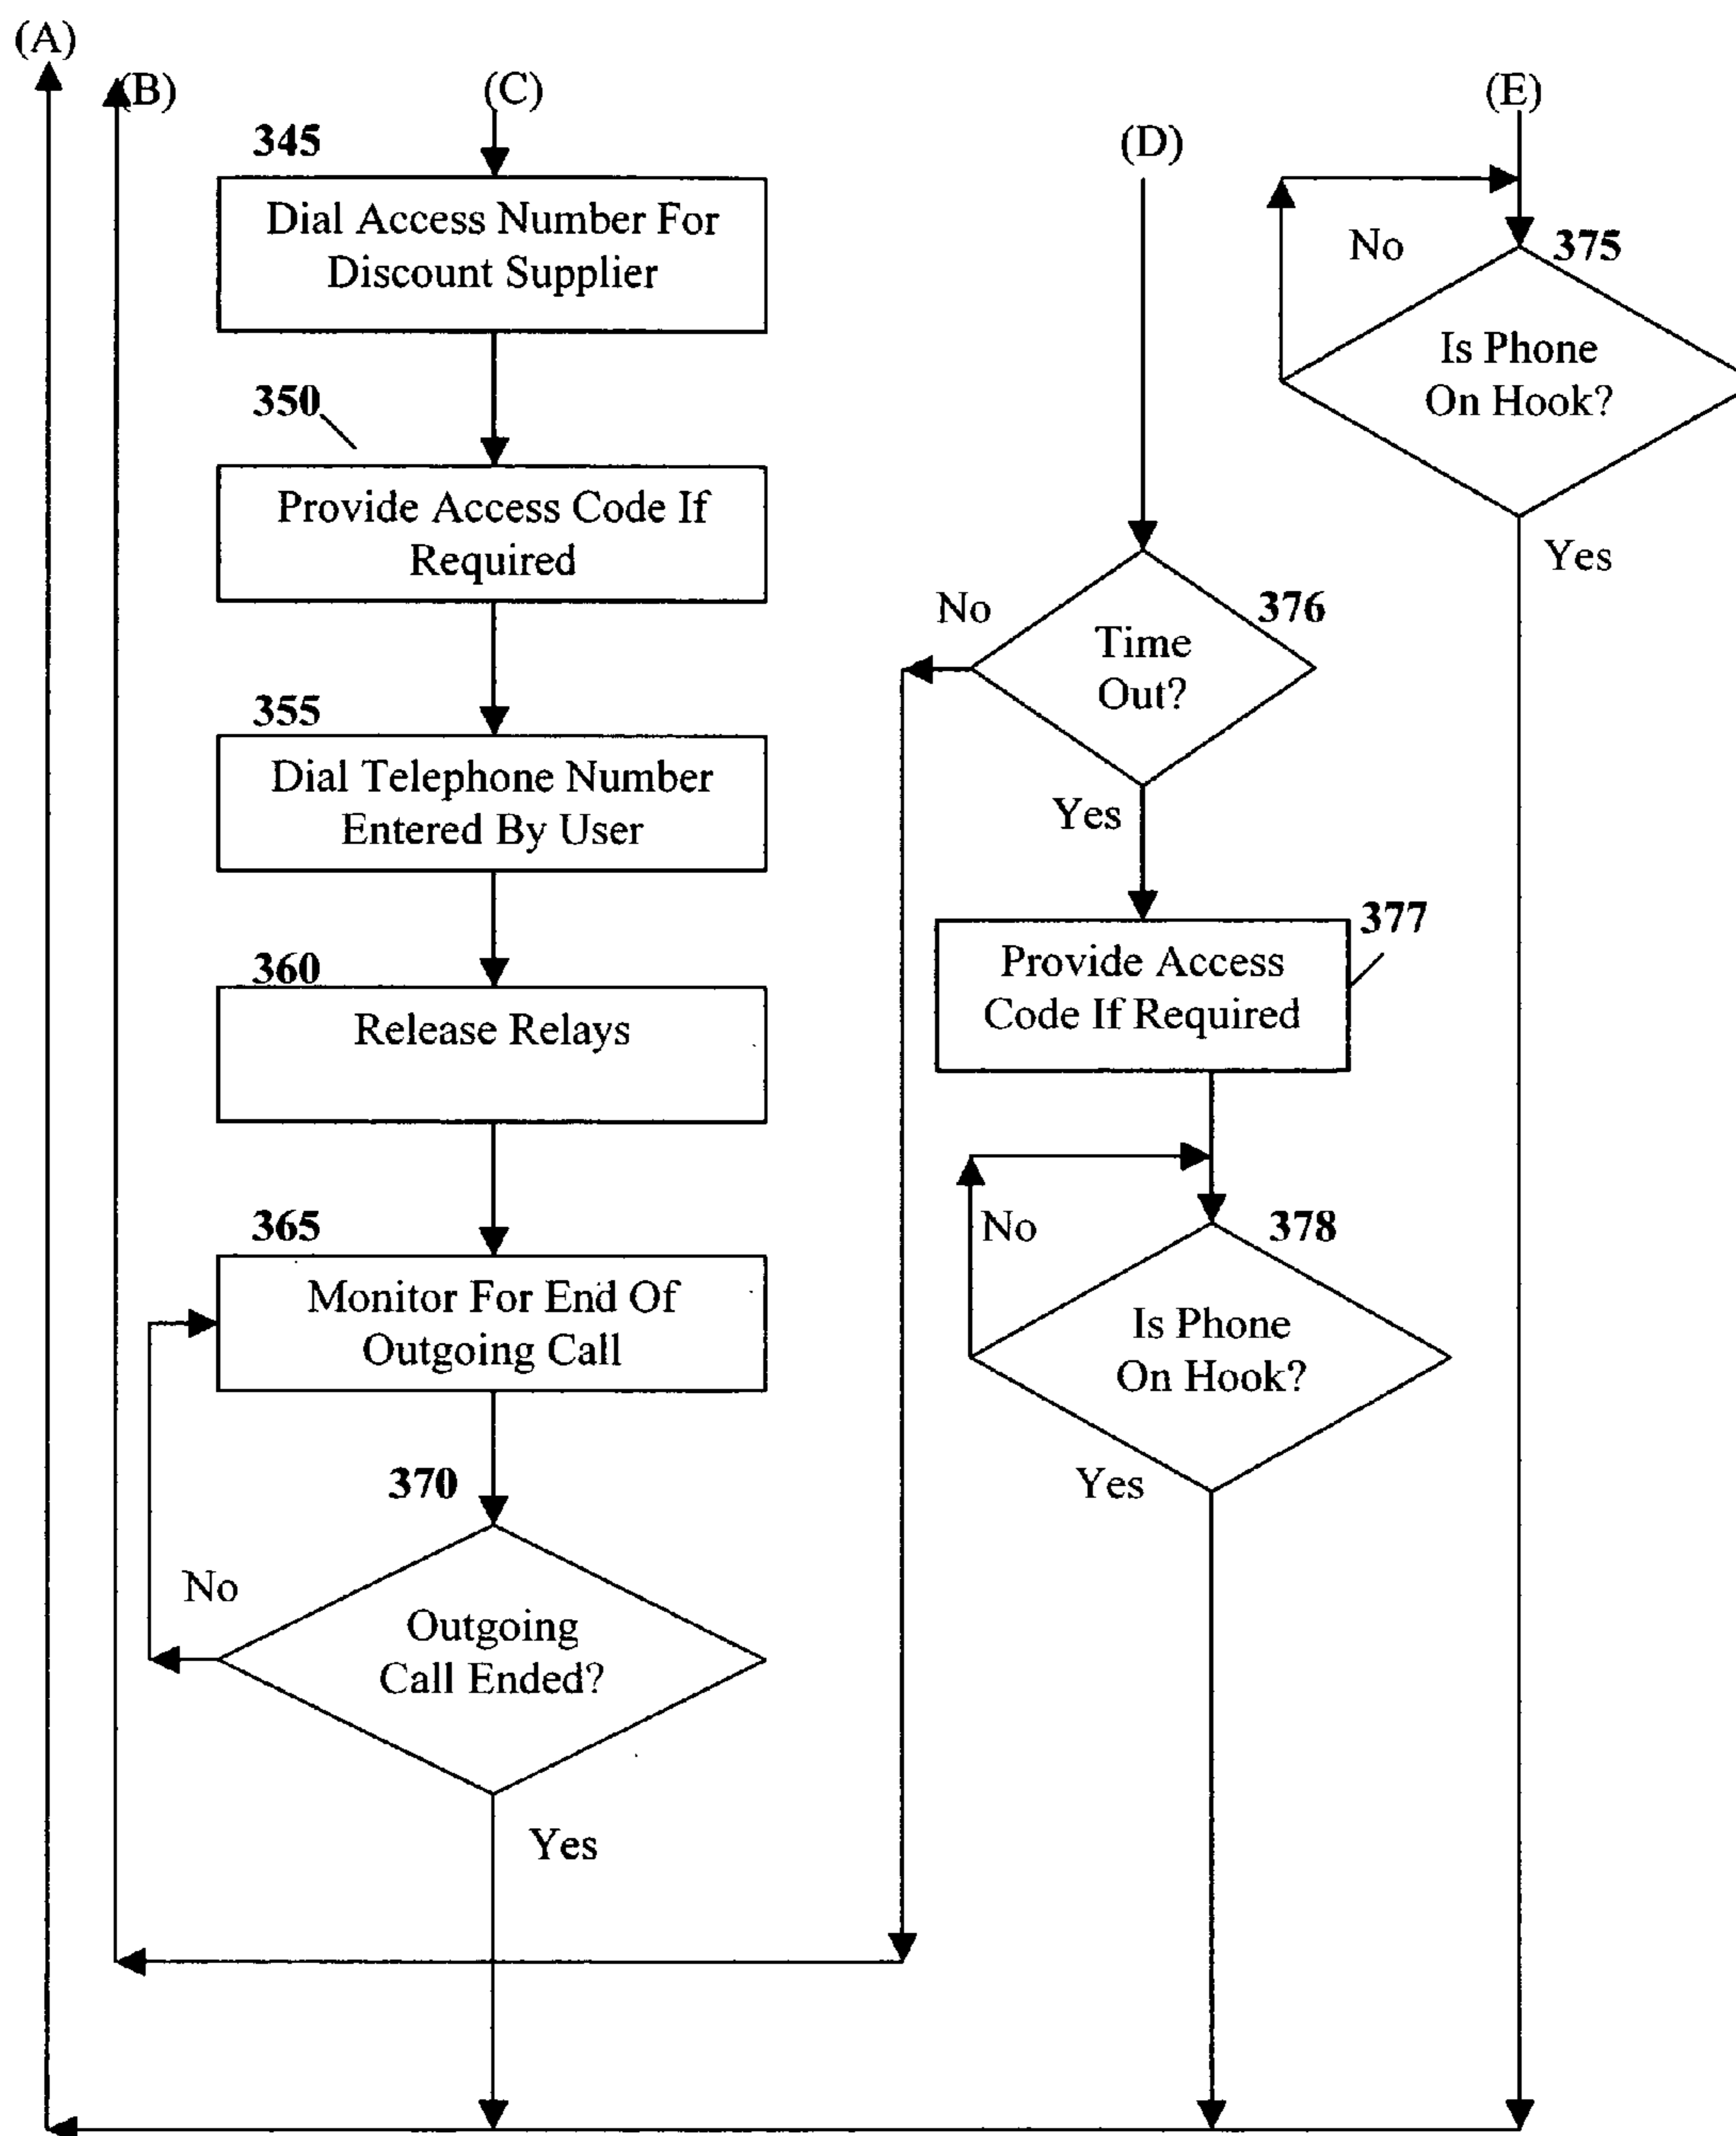 (A)
(B)
(C)
345
Dial Access Number For
Discount Supplier
350
Provide Access Code If
Required
355
Dial Telephone Number
Entered By User
360
Release Relays
365
Monitor For End Of
Outgoing Call
370
No
Outgoing
Call Ended?
Yes
(D)
No
376
Time
Out?
Yes
377
Provide Access
Code If Required
No
378
Is Phone
On Hook?
Yes
(E)
No
375
Is Phone
On Hook?
Yes